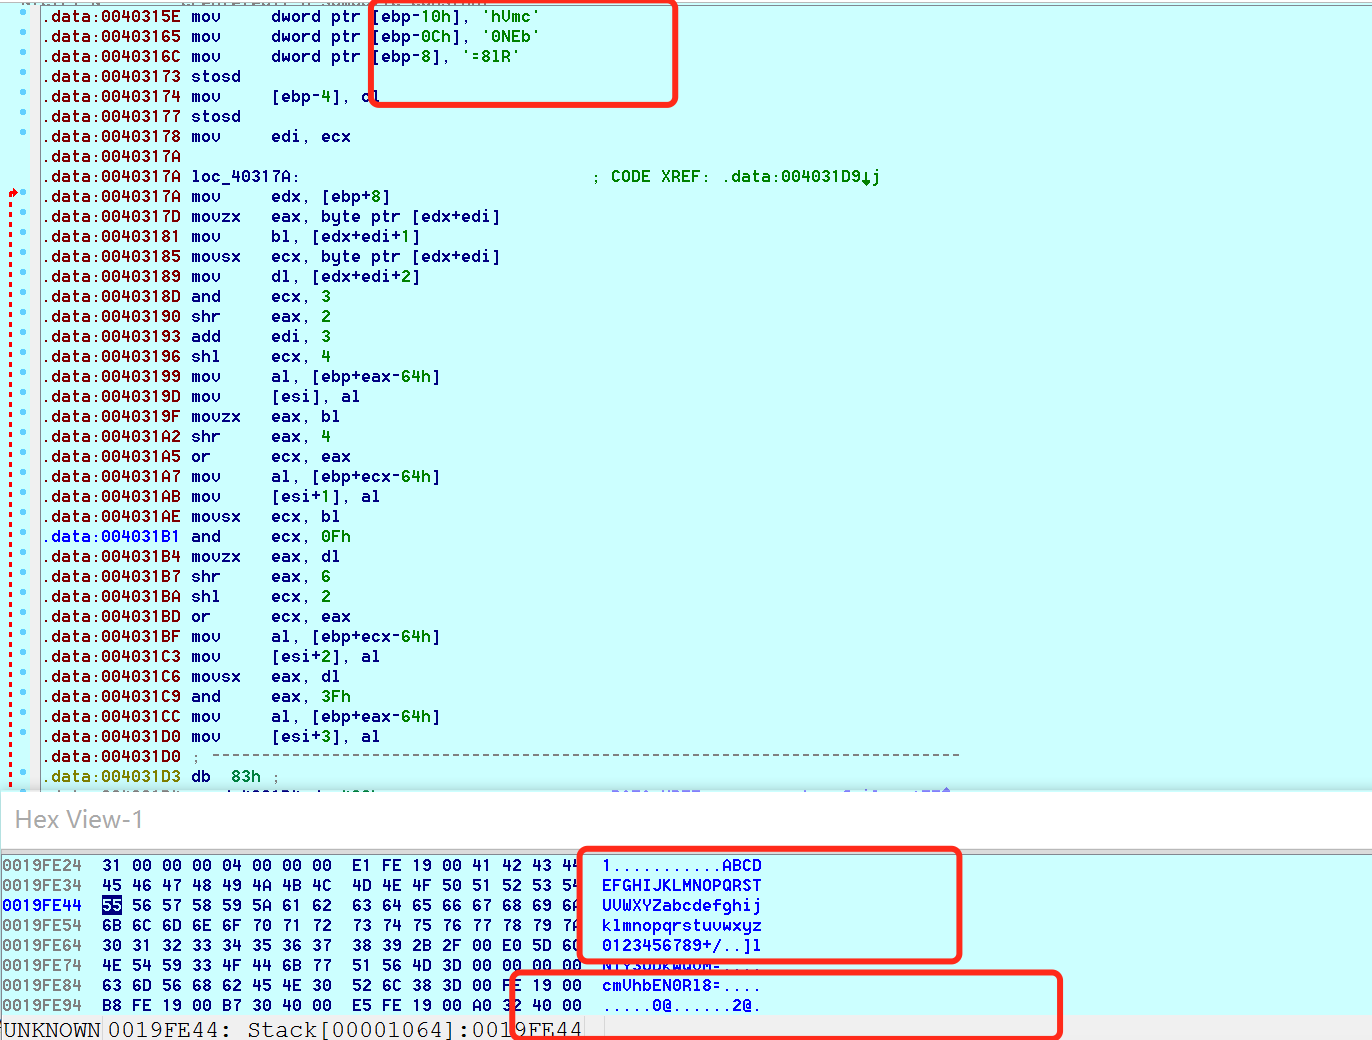 .data:0040315E mov dword ptr [ebp-10h], 'hVmc'
.data:00403165 mov dword ptr [ebp-0Ch], '0NEb'
.data:0040316C mov dword ptr [ebp-8], '=8lR'
.data:00403173 stosd
.data:00403174 mov [ebp-4], cl
.data:00403177 stosd
.data:00403178 mov edi, ecx
.data:0040317A
.data:0040317A loc_40317A: ; CODE XREF: .data:004031D9↓j
.data:0040317A mov edx, [ebp+8]
.data:0040317D movzx eax, byte ptr [edx+edi]
.data:00403181 mov bl, [edx+edi+1]
.data:00403185 movsx ecx, byte ptr [edx+edi]
.data:00403189 mov dl, [edx+edi+2]
.data:0040318D and ecx, 3
.data:00403190 shr eax, 2
.data:00403193 add edi, 3
.data:00403196 shl ecx, 4
.data:00403199 mov al, [ebp+eax-64h]
.data:0040319D mov [esi], al
.data:0040319F movzx eax, bl
.data:004031A2 shr eax, 4
.data:004031A5 or ecx, eax
.data:004031A7 mov al, [ebp+ecx-64h]
.data:004031AB mov [esi+1], al
.data:004031AE movsx ecx, bl
.data:004031B1 and ecx, 0Fh
.data:004031B4 movzx eax, dl
.data:004031B7 shr eax, 6
.data:004031BA shl ecx, 2
.data:004031BD or ecx, eax
.data:004031BF mov al, [ebp+ecx-64h]
.data:004031C3 mov [esi+2], al
.data:004031C6 movsx eax, dl
.data:004031C9 and eax, 3Fh
.data:004031CC mov al, [ebp+eax-64h]
.data:004031D0 mov [esi+3], al
.data:004031D0 ; ---------------------------------------------------------------------------
.data:004031D3 db 83h ;
Hex View-1
0019FE24 31 00 00 00 04 00 00 00 E1 FE 19 00 41 42 43 44 1...........ABCD
0019FE34 45 46 47 48 49 4A 4B 4C 4D 4E 4F 50 51 52 53 54 EFGHIJKLMNOPQRST
0019FE44 55 56 57 58 59 5A 61 62 63 64 65 66 67 68 69 6A UVWXYZabcdefghij
0019FE54 6B 6C 6D 6E 6F 70 71 72 73 74 75 76 77 78 79 7A klmnopqrstuvwxyz
0019FE64 30 31 32 33 34 35 36 37 38 39 2B 2F 00 E0 5D 6C 0123456789+/..]l
0019FE74 4E 54 59 33 4F 44 6B 77 51 56 4D 3D 00 00 00 00 NTY3ODkwQVM=....
0019FE84 63 6D 56 68 62 45 4E 30 52 6C 38 3D 00 FE 19 00 cmVhbEN0Rl8=....
0019FE94 B8 FE 19 00 B7 30 40 00 E5 FE 19 00 A0 32 40 00 .....0@......2@.
UNKNOWN 0019FE44: Stack[00001064]:0019FE44